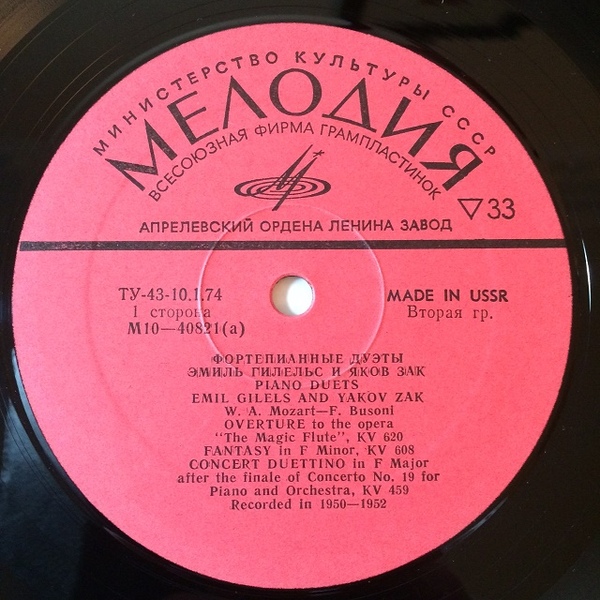 МИНИСТЕРСТВО КУЛЬТУРЫ СССР
МЕЛОДИЯ
ВСЕСОЮЗНАЯ ФИРМА ГРАМПЛАСТИНОК
33
АПРЕЛЕВСКИЙ ОРДЕНА ЛЕНИНА ЗАВОД
ТУ-43-10.1.74
MADE IN USSR
I сторона
Вторая гр.
М10—40821(а)
ФОРТЕПИАННЫЕ ДУЭТЫ
ЭМИЛЬ ГИЛЕЛЬС И ЯКОВ ЗАК
PIANO DUETS
EMIL GILELS AND YAKOV ZAK
W. A. Mozart—F. Busoni
OVERTURE to the opera
"The Magic Flute", KV 620
FANTASY in F Minor, KV 608
CONCERT DUETTINO in F Major
after the finale of Concerto No. 19 for
Piano and Orchestra, KV 459
Recorded in 1950—1952